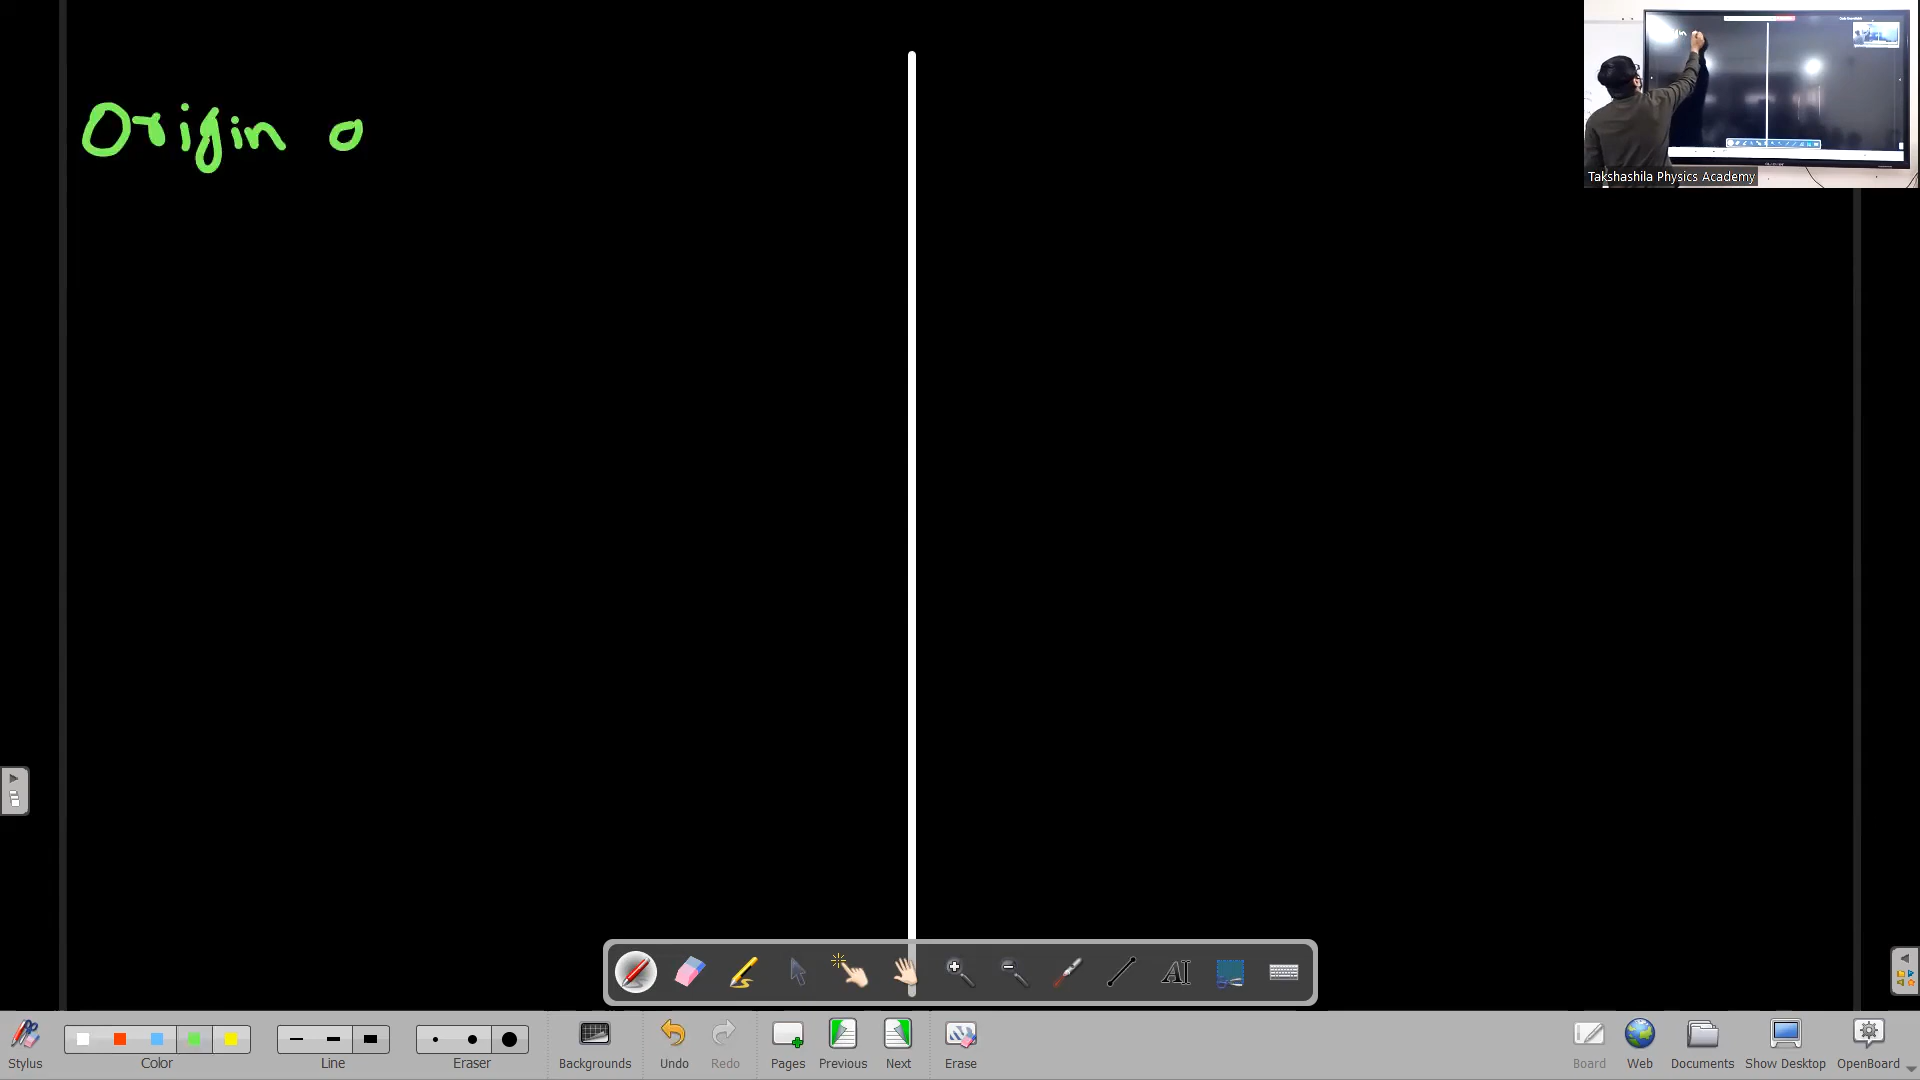 Origin o
Takshashila Physics Academy
Stylus
Color
Line
Eraser
Backgrounds
Undo
Redo
Pages
Previous
Next
Erase
Board
Web
Documents
Show Desktop
OpenBoard